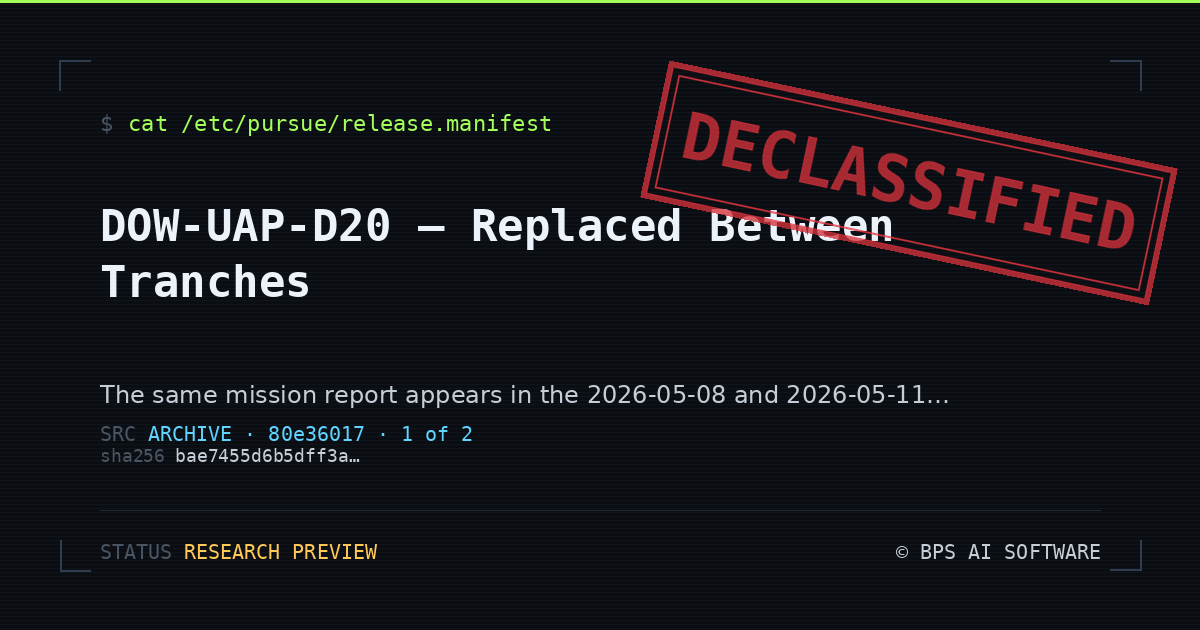 $ cat /etc/pursue/release.manifest
DECLASSIFIED
DOW-UAP-D20 — Replaced Between
Tranches
The same mission report appears in the 2026-05-08 and 2026-05-11…
SRC ARCHIVE · 80e36017 · 1 of 2
sha256 bae7455d6b5dff3a…
STATUS RESEARCH PREVIEW
© BPS AI SOFTWARE